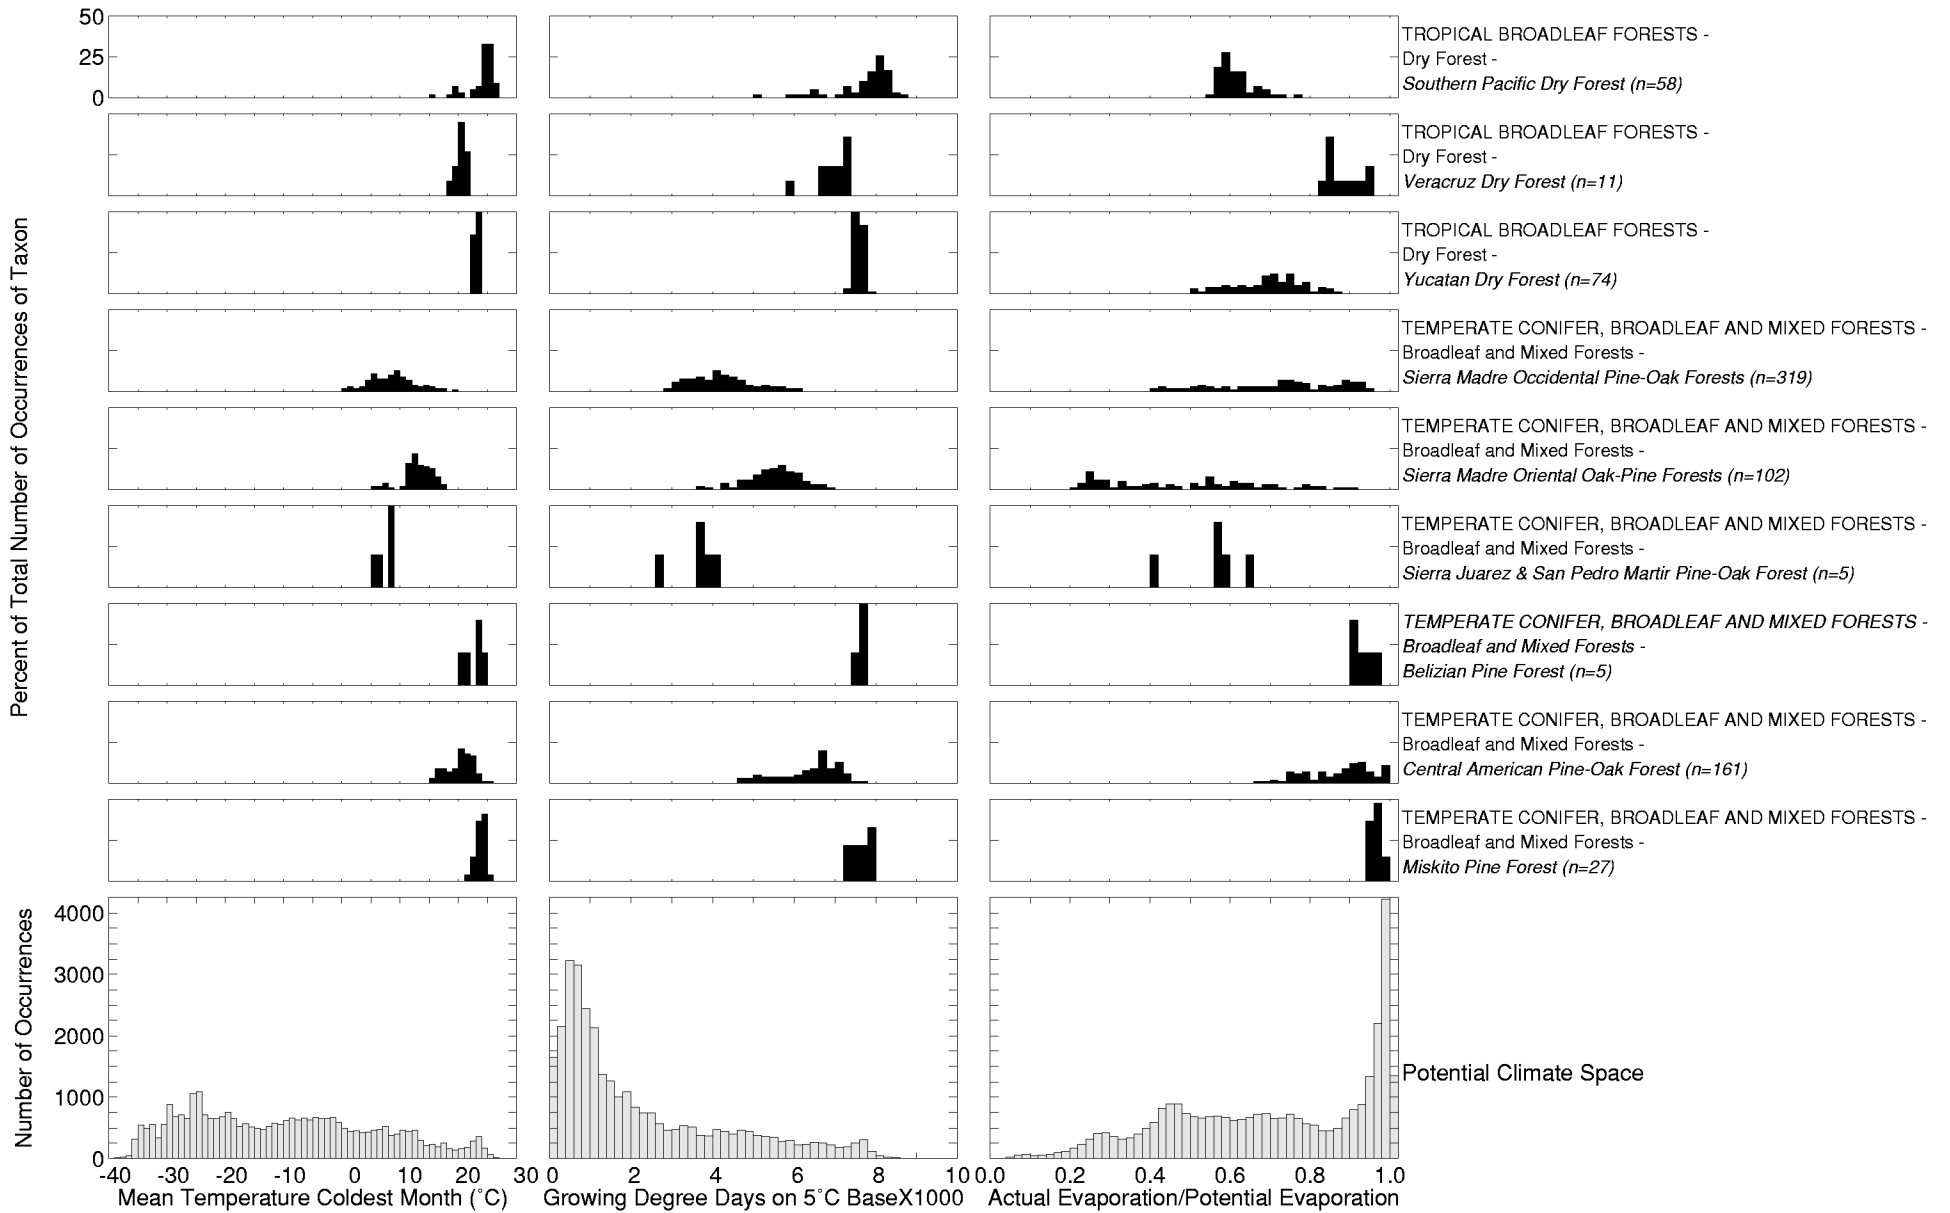 50
25
0
TROPICAL BROADLEAF FORESTS -
Dry Forest -
Southern Pacific Dry Forest (n=58)
TROPICAL BROADLEAF FORESTS -
Dry Forest -
Veracruz Dry Forest (n=11)
TROPICAL BROADLEAF FORESTS -
Dry Forest -
Yucatan Dry Forest (n=74)
TEMPERATE CONIFER, BROADLEAF AND MIXED FORESTS -
Broadleaf and Mixed Forests -
Sierra Madre Occidental Pine-Oak Forests (n=319)
TEMPERATE CONIFER, BROADLEAF AND MIXED FORESTS -
Broadleaf and Mixed Forests -
Sierra Madre Oriental Oak-Pine Forests (n=102)
TEMPERATE CONIFER, BROADLEAF AND MIXED FORESTS -
Broadleaf and Mixed Forests -
Sierra Juarez & San Pedro Martir Pine-Oak Forest (n=5)
TEMPERATE CONIFER, BROADLEAF AND MIXED FORESTS -
Broadleaf and Mixed Forests -
Belizian Pine Forest (n=5)
TEMPERATE CONIFER, BROADLEAF AND MIXED FORESTS -
Broadleaf and Mixed Forests -
Central American Pine-Oak Forest (n=161)
TEMPERATE CONIFER, BROADLEAF AND MIXED FORESTS -
Broadleaf and Mixed Forests -
Miskito Pine Forest (n=27)
Percent of Total Number of Occurrences of Taxon
Number of Occurrences
4000
3000
2000
1000
0
Potential Climate Space
-40 -30 -20 -10 0 10 20 30
0 2 4 6 8 10
0.0 0.2 0.4 0.6 0.8 1.0
Mean Temperature Coldest Month (˚C)
Growing Degree Days on 5˚C BaseX1000
Actual Evaporation/Potential Evaporation